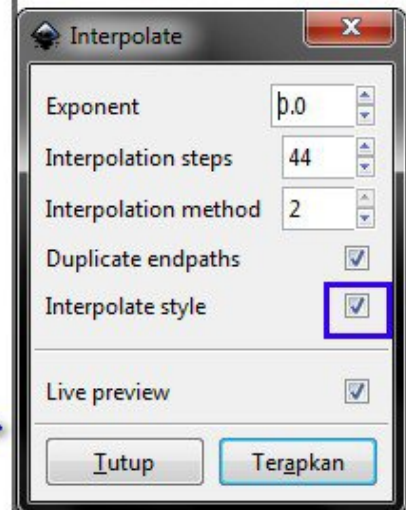 Interpolate
Exponent 0.0
Interpolation steps 44
Interpolation method 2
Duplicate endpaths
Interpolate style
Live preview
Tutup Terapkan